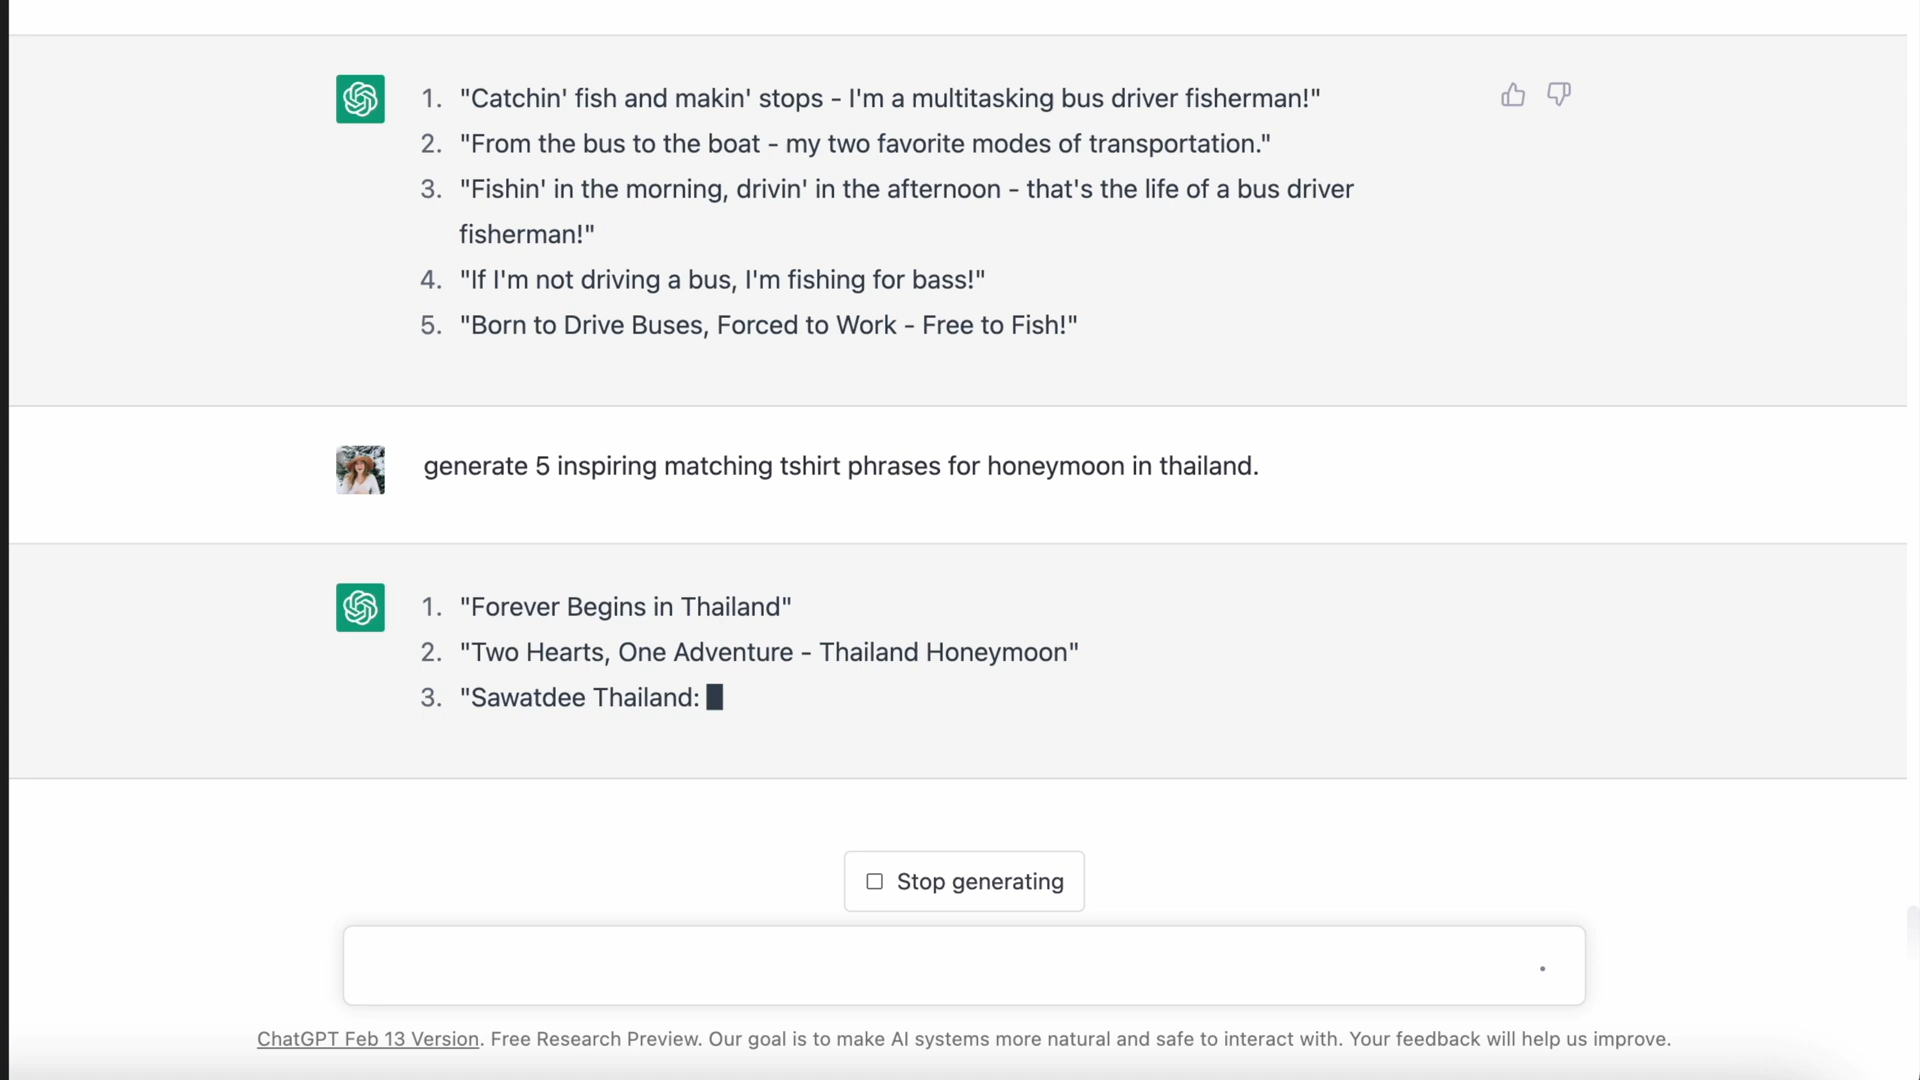 1. "Catchin' fish and makin' stops - I'm a multitasking bus driver fisherman!"
2. "From the bus to the boat - my two favorite modes of transportation."
3. "Fishin' in the morning, drivin' in the afternoon - that's the life of a bus driver
fisherman!"
4. "If I'm not driving a bus, I'm fishing for bass!"
5. "Born to Drive Buses, Forced to Work - Free to Fish!"
generate 5 inspiring matching tshirt phrases for honeymoon in thailand.
1. "Forever Begins in Thailand"
2. "Two Hearts, One Adventure - Thailand Honeymoon"
3. "Sawatdee Thailand:
Stop generating
ChatGPT Feb 13 Version. Free Research Preview. Our goal is to make AI systems more natural and safe to interact with. Your feedback will help us improve.